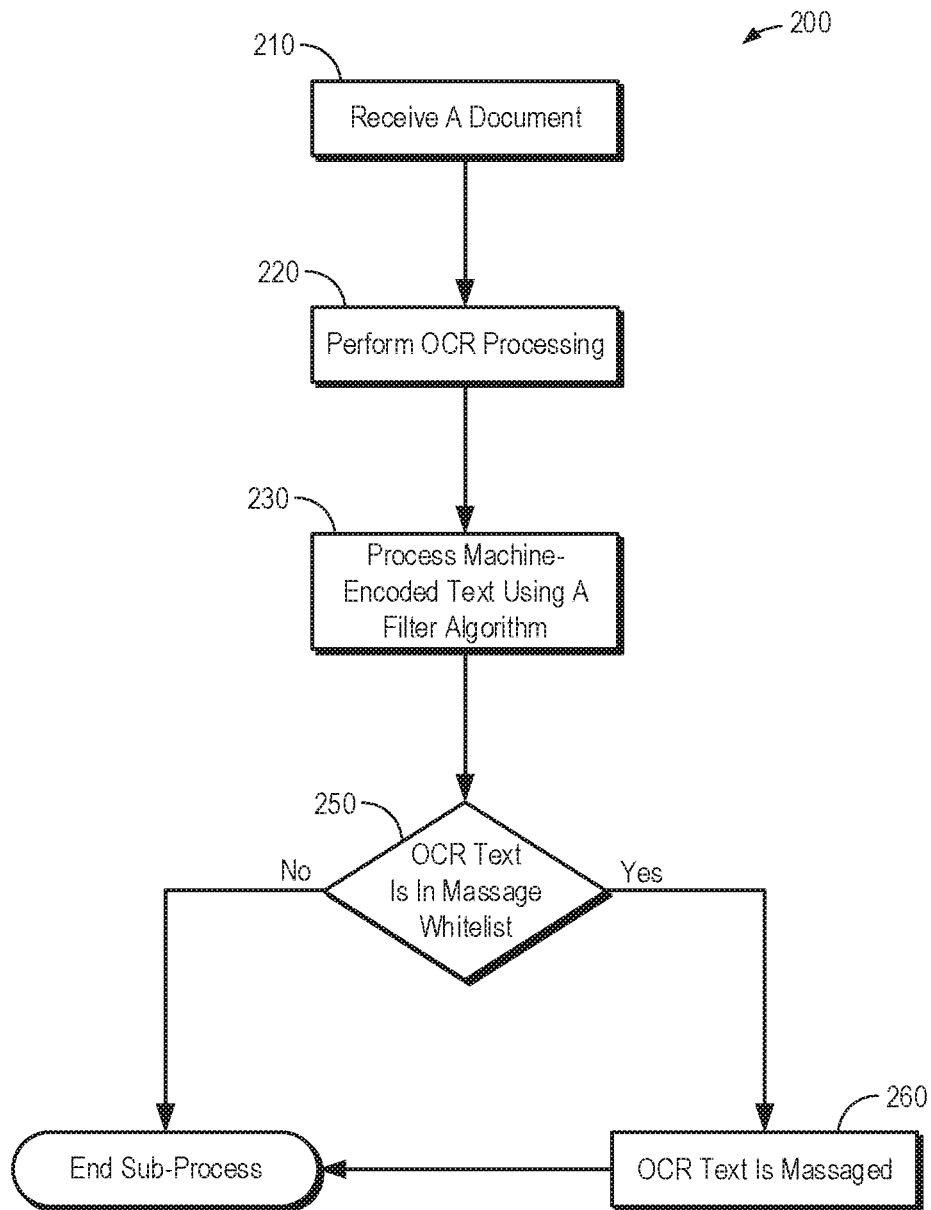 200
210
Receive A Document
220
Perform OCR Processing
230
Process Machine-
Encoded Text Using A
Filter Algorithm
250
OCR Text
Is In Massage
Whitelist
No
Yes
260
End Sub-Process
OCR Text Is Massaged